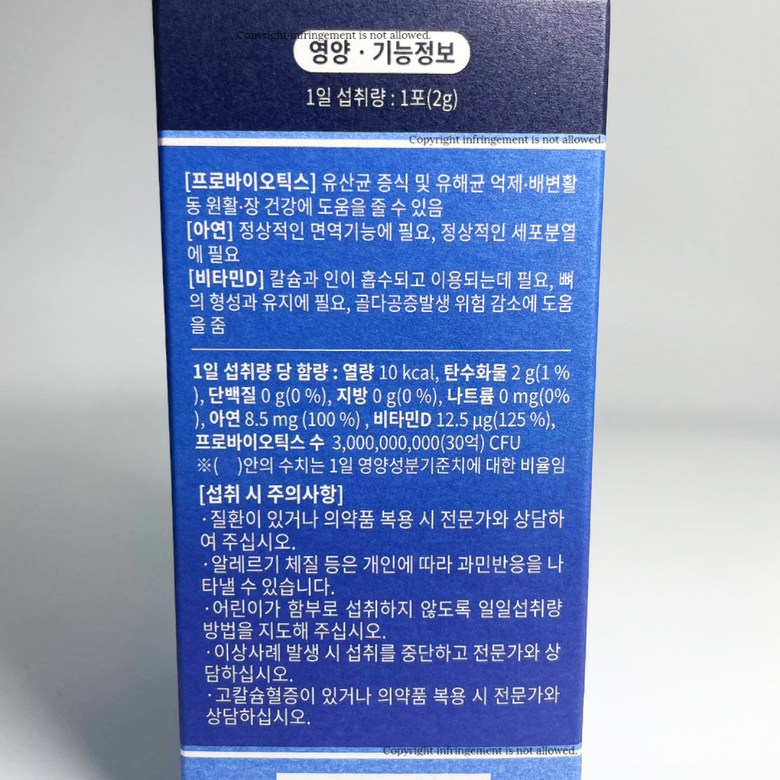 Copyright infringement is not allowed.
영양 · 기능정보
1일 섭취량 : 1포(2g)
Copyright infringement is not allowed.
[프로바이오틱스] 유산균 증식 및 유해균 억제·배변활
동 원활·장 건강에 도움을 줄 수 있음
[아연] 정상적인 면역기능에 필요, 정상적인 세포분열
에 필요
[비타민D] 칼슘과 인이 흡수되고 이용되는데 필요, 뼈
의 형성과 유지에 필요, 골다공증발생 위험 감소에 도움
을 줌
1일 섭취량 당 함량 : 열량 10 kcal, 탄수화물 2 g(1 %
), 단백질 0 g(0 %), 지방 0 g(0 %), 나트륨 0 mg(0%
), 아연 8.5 mg (100 %) , 비타민D 12.5 µg(125 %),
프로바이오틱스 수 3,000,000,000(30억) CFU
※( )안의 수치는 1일 영양성분기준치에 대한 비율임
[섭취 시 주의사항]
·질환이 있거나 의약품 복용 시 전문가와 상담하
여 주십시오.
·알레르기 체질 등은 개인에 따라 과민반응을 나
타낼 수 있습니다.
·어린이가 함부로 섭취하지 않도록 일일섭취량
방법을 지도해 주십시오.
·이상사례 발생 시 섭취를 중단하고 전문가와 상
담하십시오.
·고칼슘혈증이 있거나 의약품 복용 시 전문가와
상담하십시오.
Copyright infringement is not allowed.